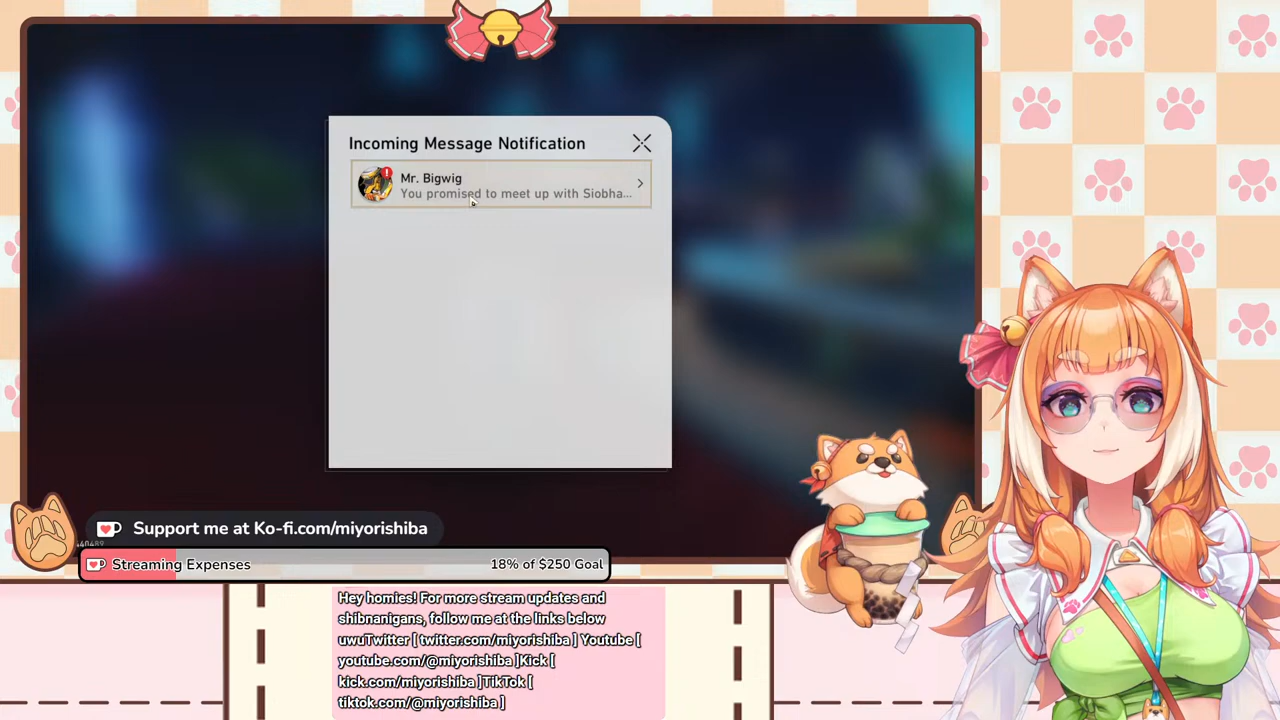 Incoming Message Notification
Mr. Bigwig
You promised to meet up with Siobha...
Support me at Ko-fi.com/miyorishiba
Streaming Expenses
18% of $250 Goal
Hey homies! For more stream updates and
shibnanigans, follow me at the links below
uwuTwitter [ twitter.com/miyorishiba ] Youtube [
youtube.com/@miyorishiba ]Kick [
kick.com/miyorishiba ]TikTok [
tiktok.com/@miyorishiba ]